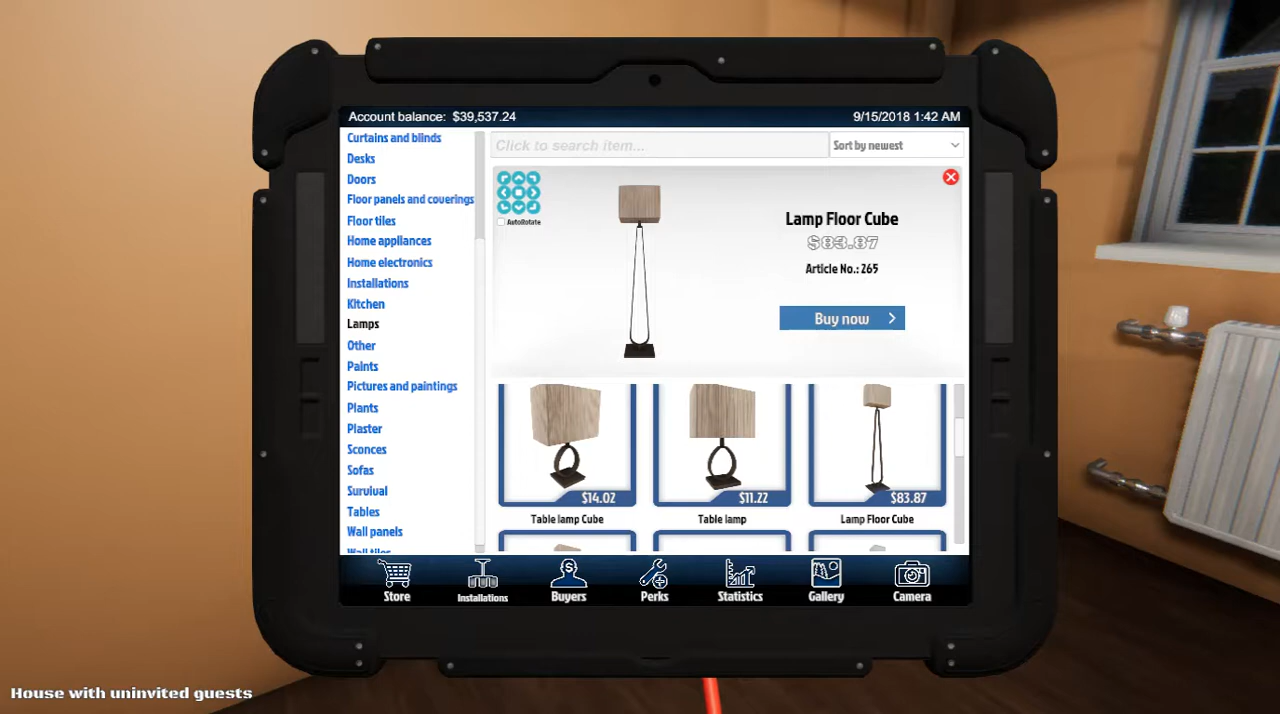 Account balance: $39,537.24
9/15/2018 1:42 AM
Curtains and blinds
Desks
Doors
Floor panels and coverings
Floor tiles
Home appliances
Home electronics
Installations
Kitchen
Lamps
Other
Paints
Pictures and paintings
Plants
Plaster
Sconces
Sofas
Survival
Tables
Wall panels
Wall tiles
Click to search item...
Sort by newest
AutoRotate
Lamp Floor Cube
$83.87
Article No.: 265
Buy now
$14.02
$11.22
$83.87
Table lamp Cube
Table lamp
Lamp Floor Cube
Store
Installations
Buyers
Perks
Statistics
Gallery
Camera
House with uninvited guests